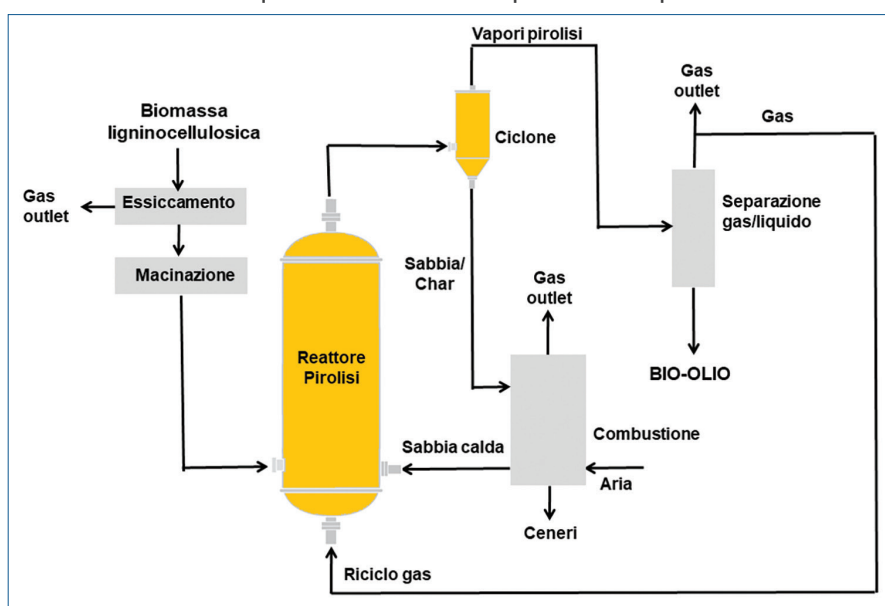 Vapori pirolisi
Gas
outlet
Gas
Biomassa
ligninocellulosica
Ciclone
Gas
outlet
Essiccamento
Separazione
gas/liquido
Macinazione
Sabbia/
Char
Gas
outlet
Reattore
Pirolisi
BIO-OLIO
Combustione
Sabbia calda
Aria
Ceneri
Riciclo gas